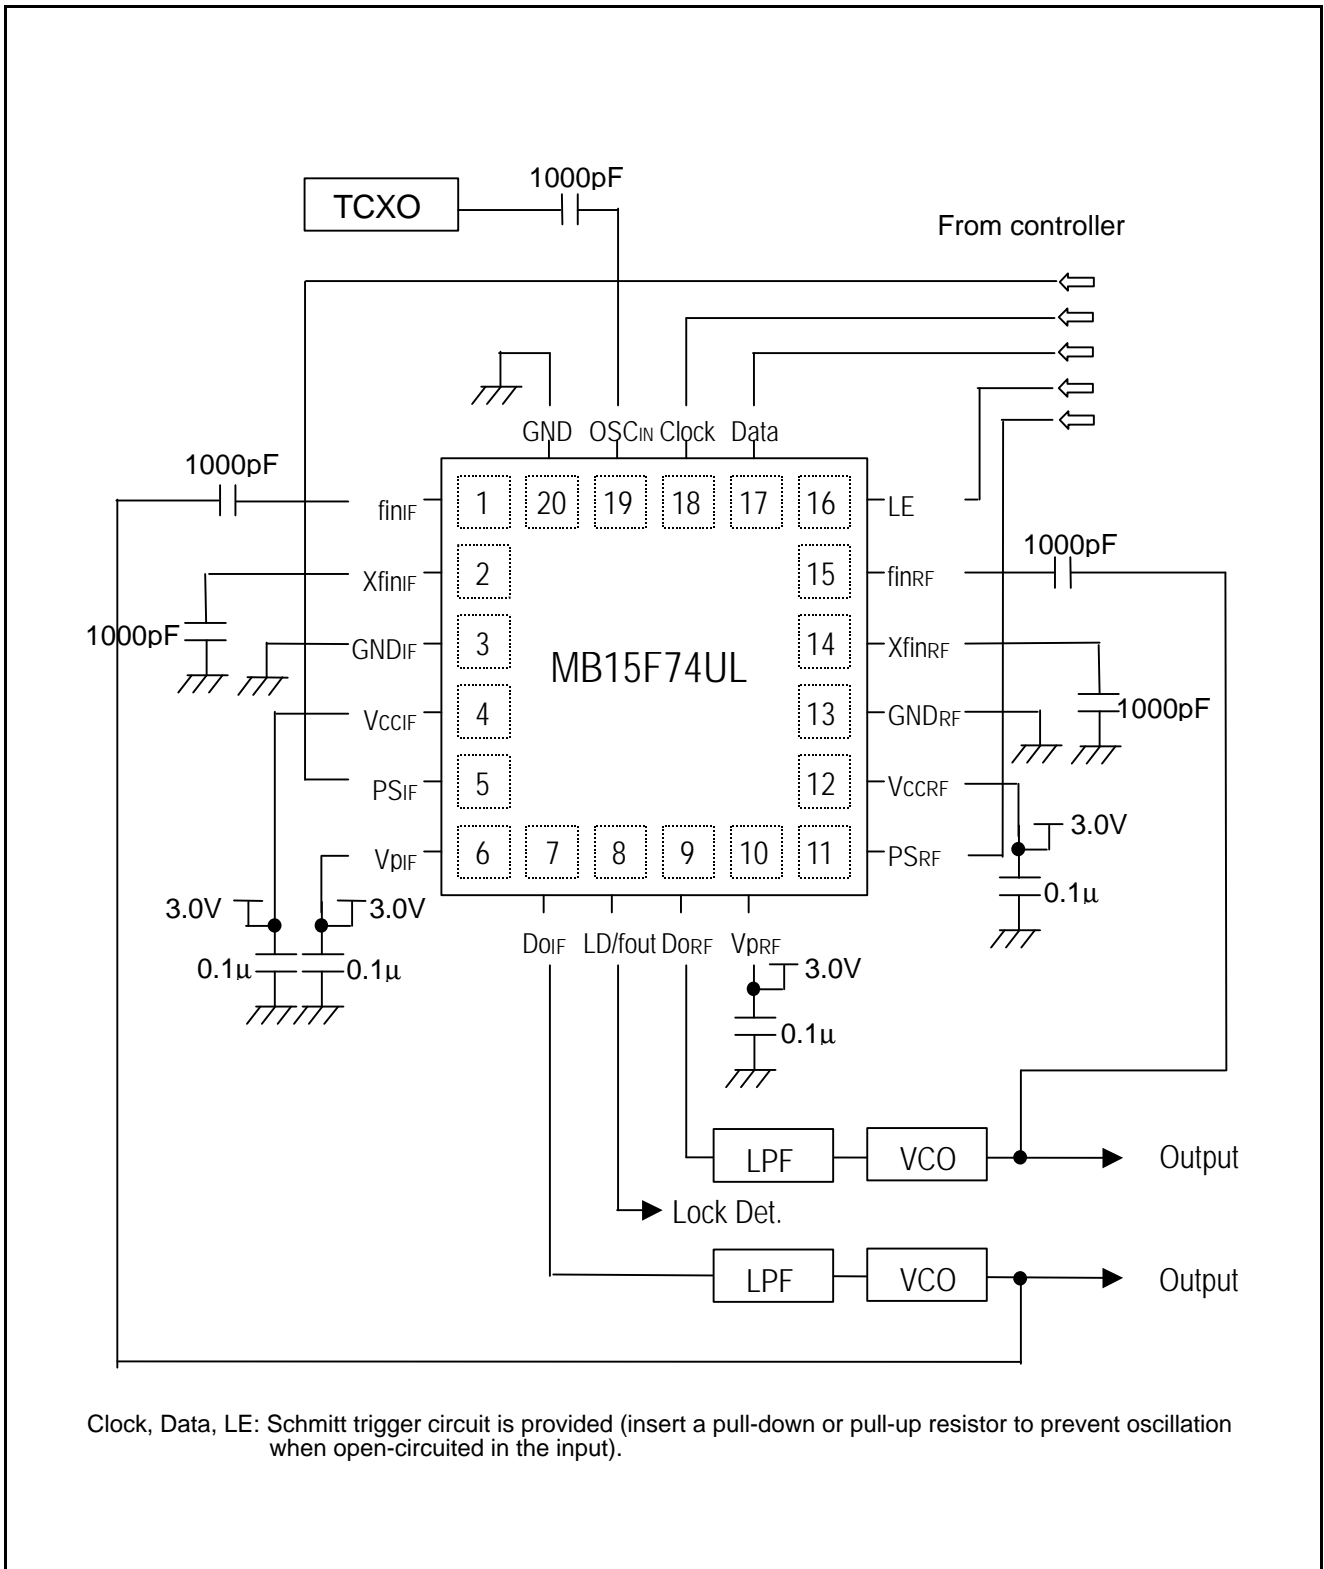 1000pF
TCXO
From controller
GND OSCIN Clock Data
1000pF
finIF 1 20 19 18 17 16 LE
1000pF
XfinIF 2 15 finRF
1000pF
GNDIF 3 14 XfinRF
MB15F74UL
VCCIF 4 13 GNDRF 1000pF
PSIF 5 12 VCCRF
3.0V
VpIF 6 7 8 9 10 11 PSRF
0.1μ
3.0V 3.0V
DoIF LD/fout DoRF VpRF
0.1μ 0.1μ
3.0V
0.1μ
LPF VCO Output
Lock Det.
LPF VCO Output
Clock, Data, LE: Schmitt trigger circuit is provided (insert a pull-down or pull-up resistor to prevent oscillation
when open-circuited in the input).